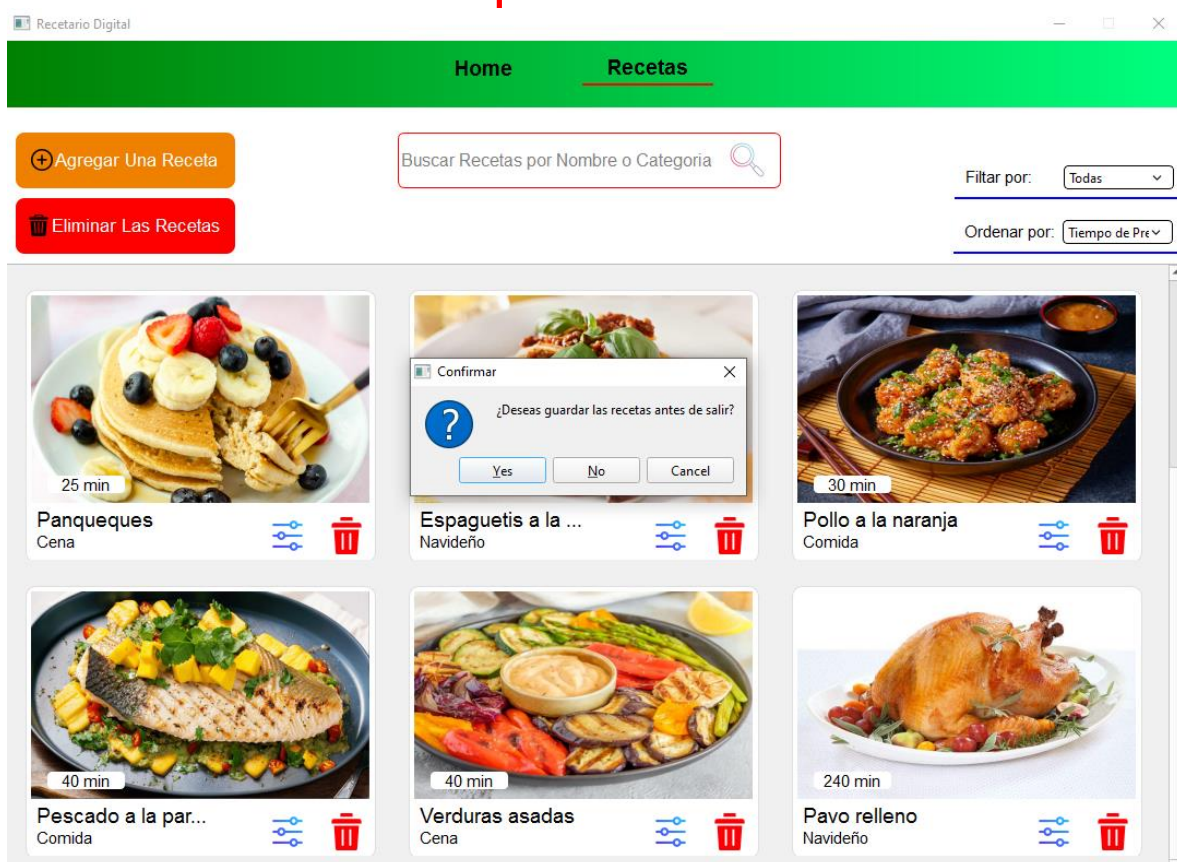 Recetario Digital
Home
Recetas
Agregar Una Receta
Buscar Recetas por Nombre o Categoria
Filtar por:
Todas
Eliminar Las Recetas
Ordenar por:
Tiempo de Pre
Confirmar
¿Deseas guardar las recetas antes de salir?
Yes
No
Cancel
25 min
30 min
Panqueques
Cena
Espaguetis a la ...
Navideño
Pollo a la naranja
Comida
40 min
40 min
240 min
Pescado a la par...
Comida
Verduras asadas
Cena
Pavo relleno
Navideño